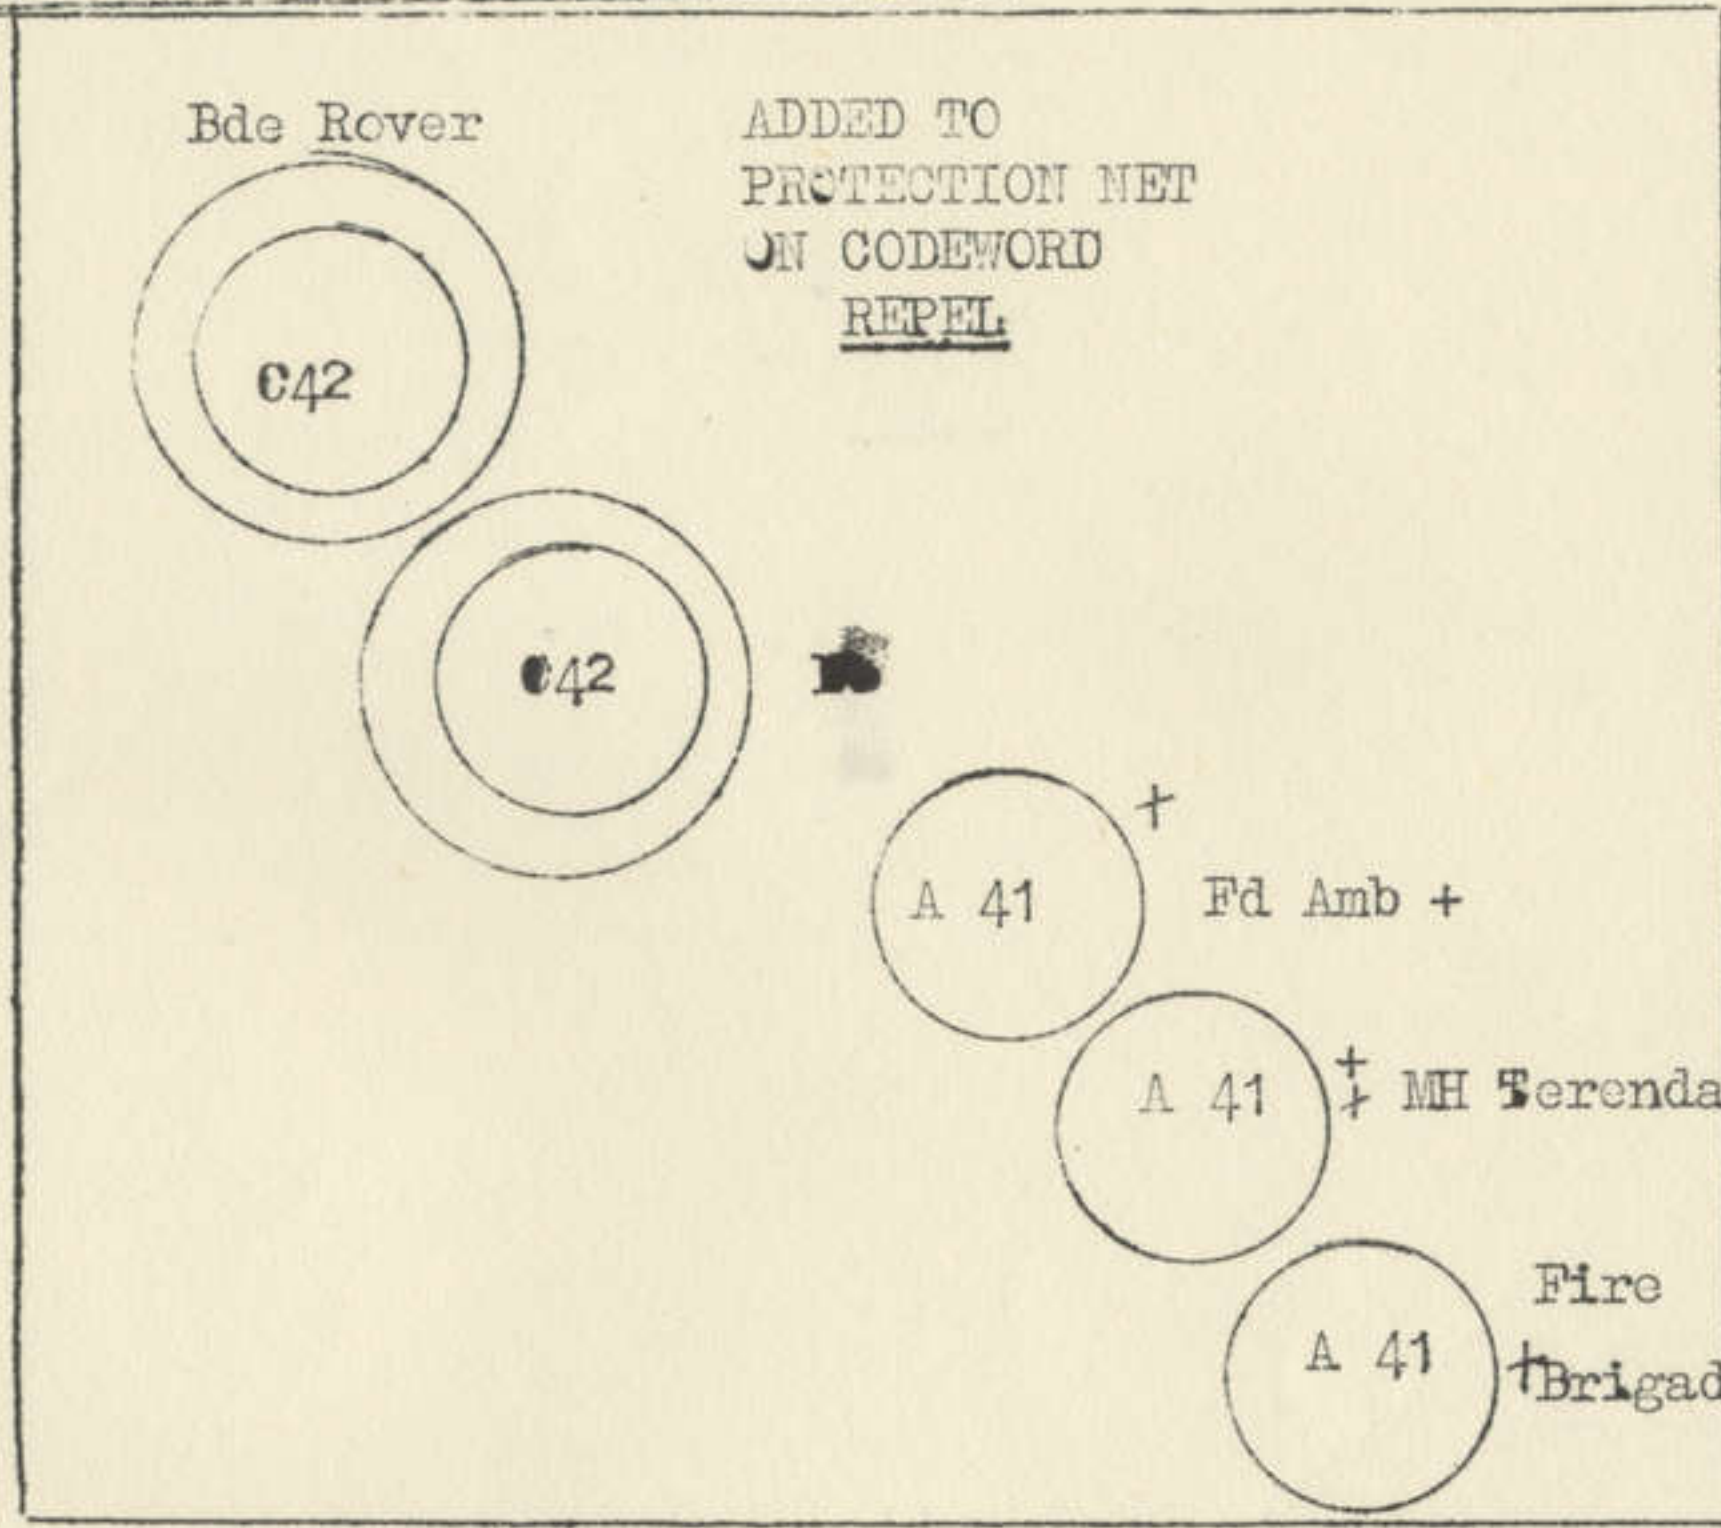 Bde Rover
ADDED TO
PROTECTION NET
ON CODEWORD
REPEL
C42
C42
A 41
+
Fd Amb +
A 41
+
+ MH Terenda
Fire
A 41
+Brigad